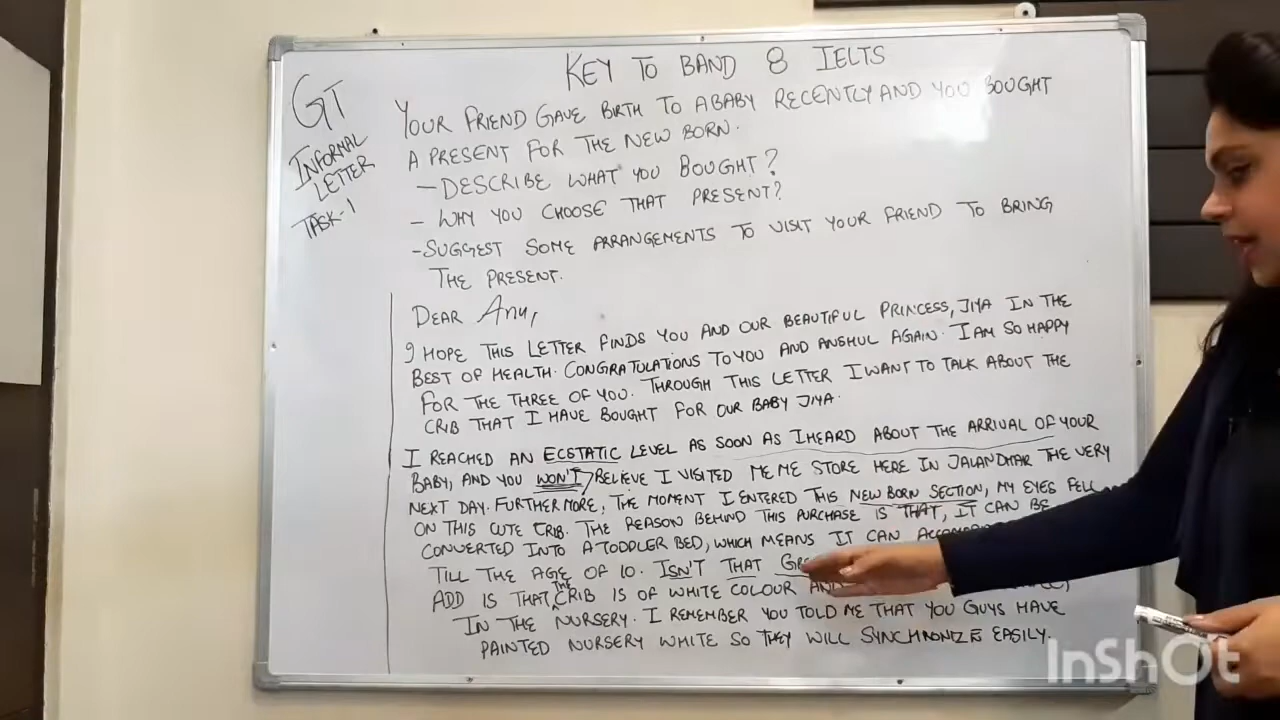 KEY TO BAND 8 IELTS
GT
INFORMAL
LETTER
TASK-1
YOUR FRIEND GAVE BIRTH TO A BABY RECENTLY AND YOU BOUGHT
A PRESENT FOR THE NEW BORN.
- DESCRIBE WHAT YOU BOUGHT?
- WHY YOU CHOOSE THAT PRESENT?
- SUGGEST SOME ARRANGEMENTS TO VISIT YOUR FRIEND TO BRING
THE PRESENT.
DEAR Anu,
I HOPE THIS LETTER FINDS YOU AND OUR BEAUTIFUL PRINCESS, JIYA IN THE
BEST OF HEALTH. CONGRATULATIONS TO YOU AND ANSHUL AGAIN. I AM SO HAPPY
FOR THE THREE OF YOU. THROUGH THIS LETTER I WANT TO TALK ABOUT THE
CRIB THAT I HAVE BOUGHT FOR OUR BABY JIYA.
I REACHED AN ECSTATIC LEVEL AS SOON AS I HEARD ABOUT THE ARRIVAL OF YOUR
BABY, AND YOU WON'T BELIEVE I VISITED ME ME STORE HERE IN JALANDHAR THE VERY
NEXT DAY. FURTHERMORE, THE MOMENT I ENTERED THIS NEW BORN SECTION, MY EYES FELL
ON THIS CUTE CRIB. THE REASON BEHIND THIS PURCHASE IS THAT, IT CAN BE
CONVERTED INTO A TODDLER BED, WHICH MEANS IT CAN
TILL THE AGE OF 10. ISN'T THAT
ADD IS THAT THE CRIB IS OF WHITE COLOUR
IN THE NURSERY. I REMEMBER YOU TOLD ME THAT YOU GUYS HAVE
PAINTED NURSERY WHITE SO THEY WILL SYNCHRONIZE EASILY.
InShOt